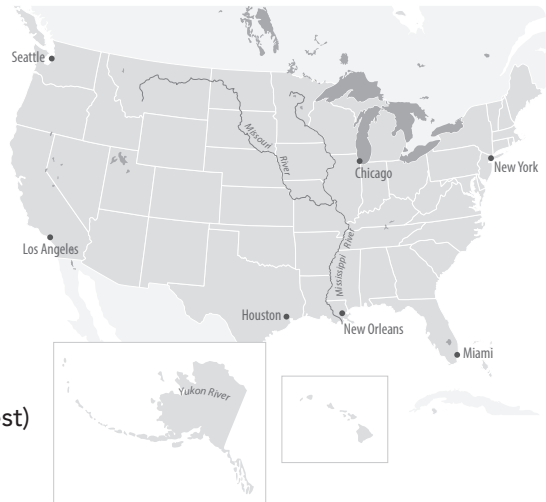 Seattle
Missouri
River
Chicago
New York
Los Angeles
Mississippi River
Houston
New Orleans
Miami
Yukon River
st)